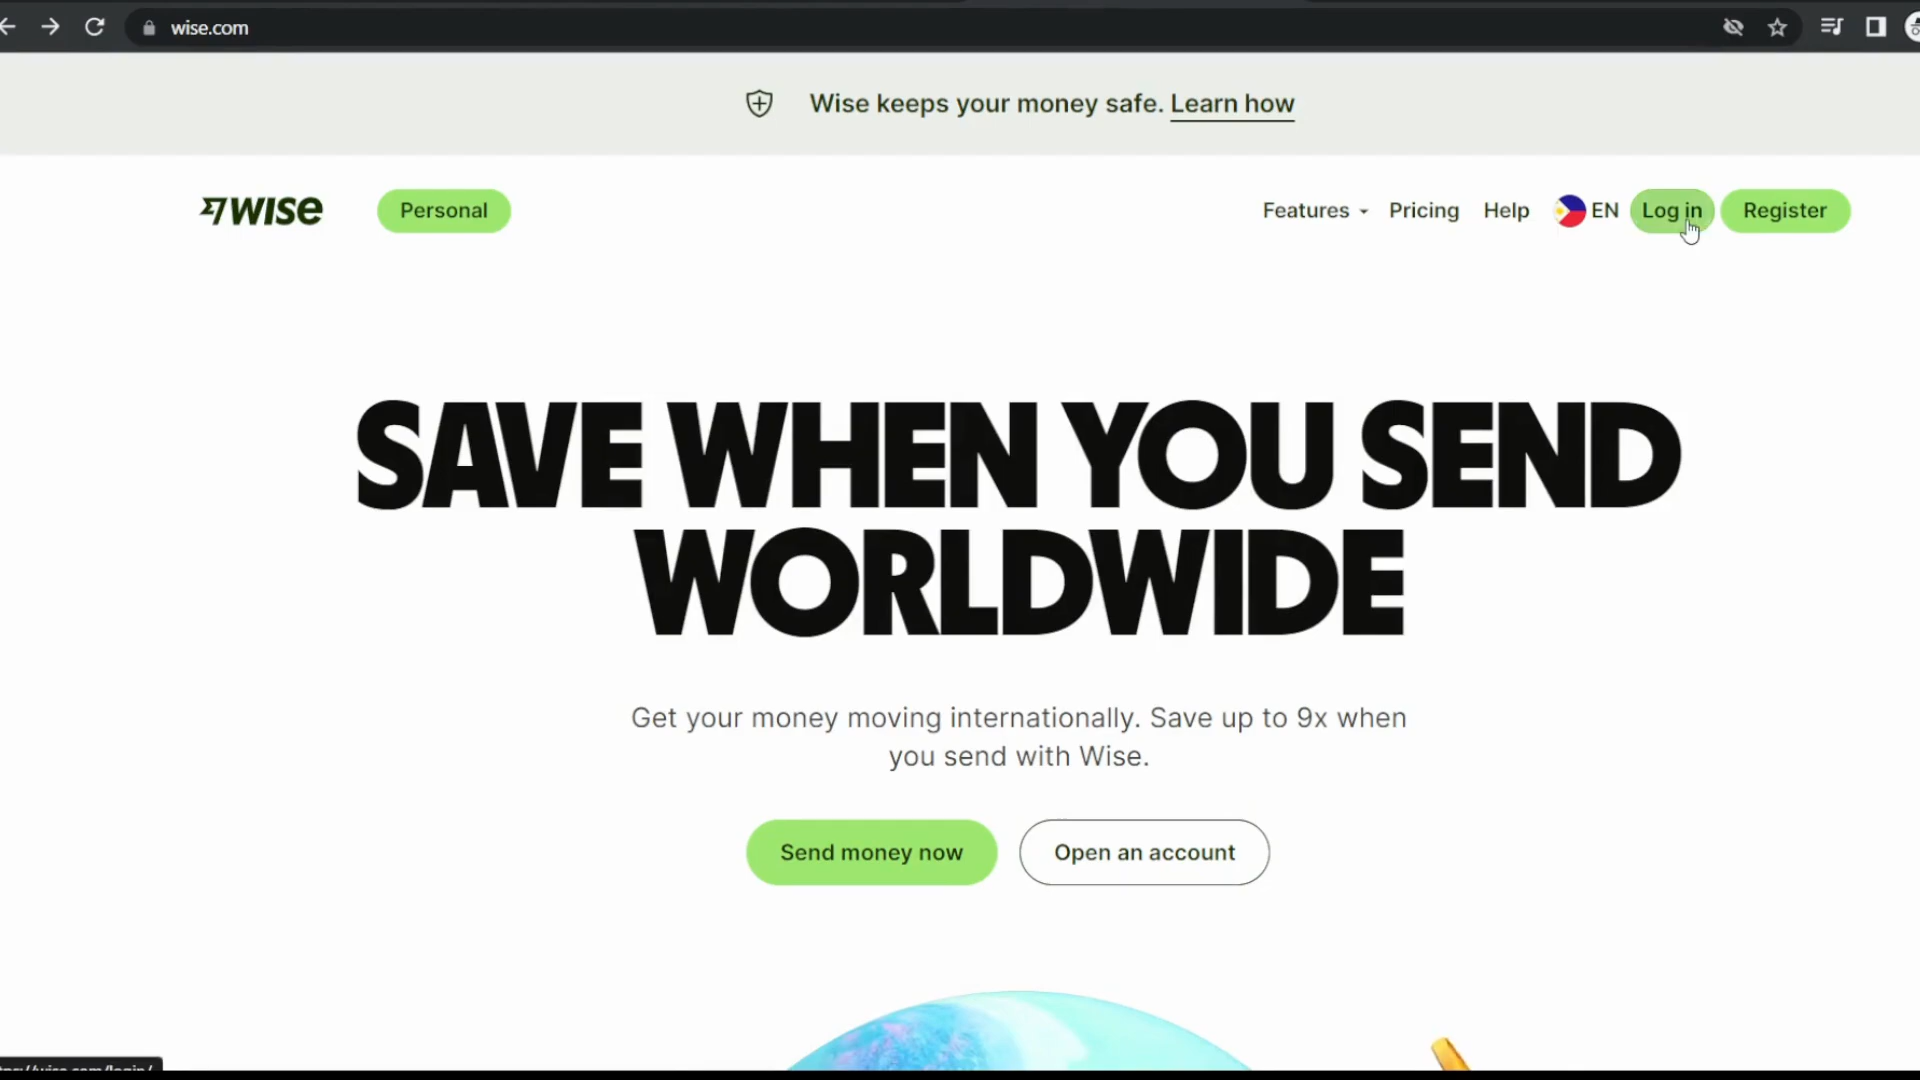 wise.com
Wise keeps your money safe. Learn how
WISE
Personal
Features
Pricing
Help
EN
Log in
Register
SAVE WHEN YOU SEND
WORLDWIDE
Get your money moving internationally. Save up to 9x when
you send with Wise.
Send money now
Open an account